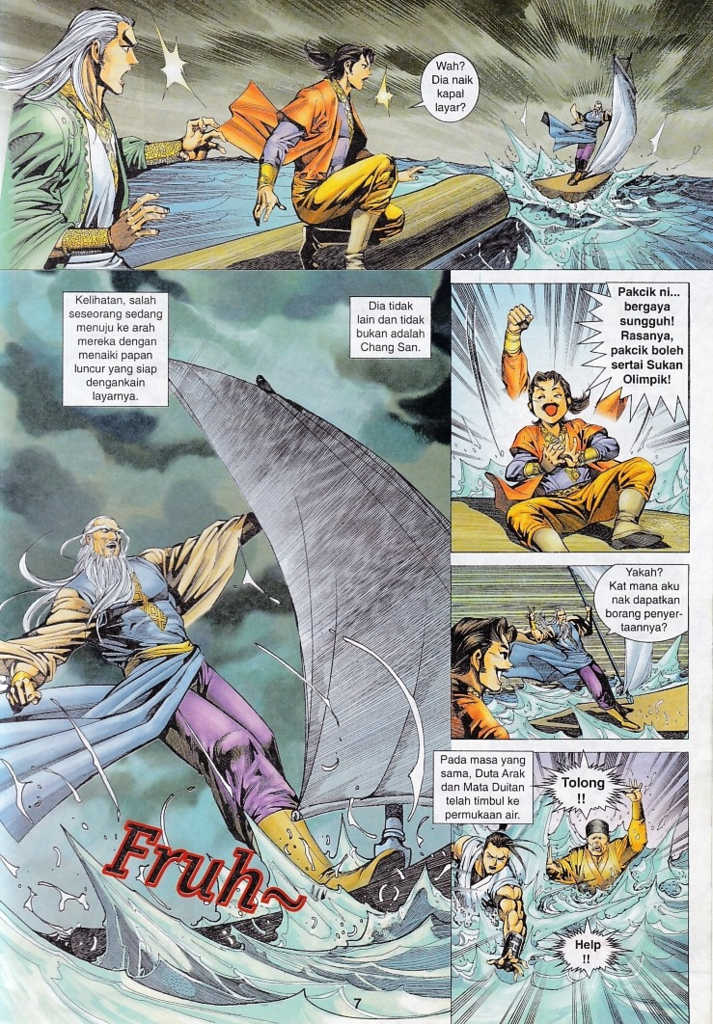 Wah?
Dia naik
kapal
layar?
Kelihatan, salah
seseorang sedang
menuju ke arah
mereka dengan
menaiki papan
luncur yang siap
dengankain
layarnya.
Dia tidak
lain dan tidak
bukan adalah
Chang San.
Pakcik ni...
bergaya
sungguh!
Rasanya,
pakcik boleh
sertai Sukan
Olimpik!
Yakah?
Kat mana aku
nak dapatkan
borang penyer-
taannya?
Pada masa yang
sama, Duta Arak
dan Mata Duitan
telah timbul ke
permukaan air.
Tolong
!!
Help
!!
Fruh~
7